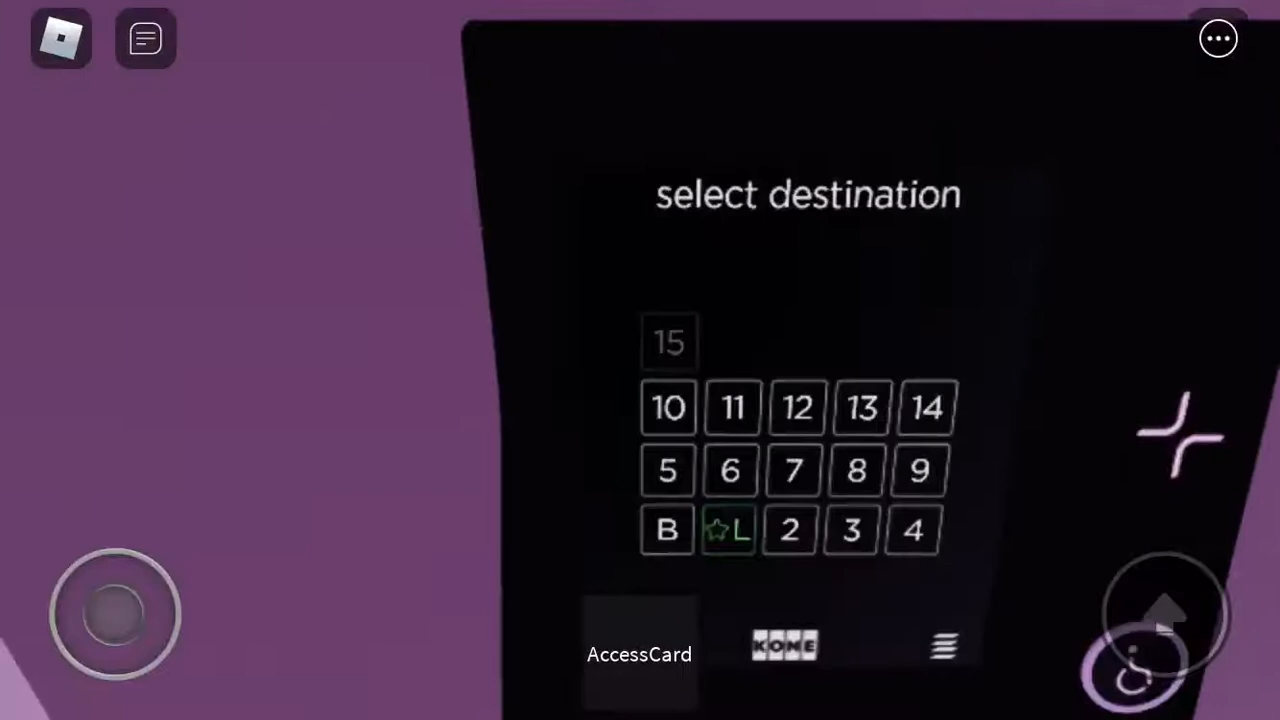 select destination
15
10 11 12 13 14
5 6 7 8 9
B ☆L 2 3 4
AccessCard
KONE